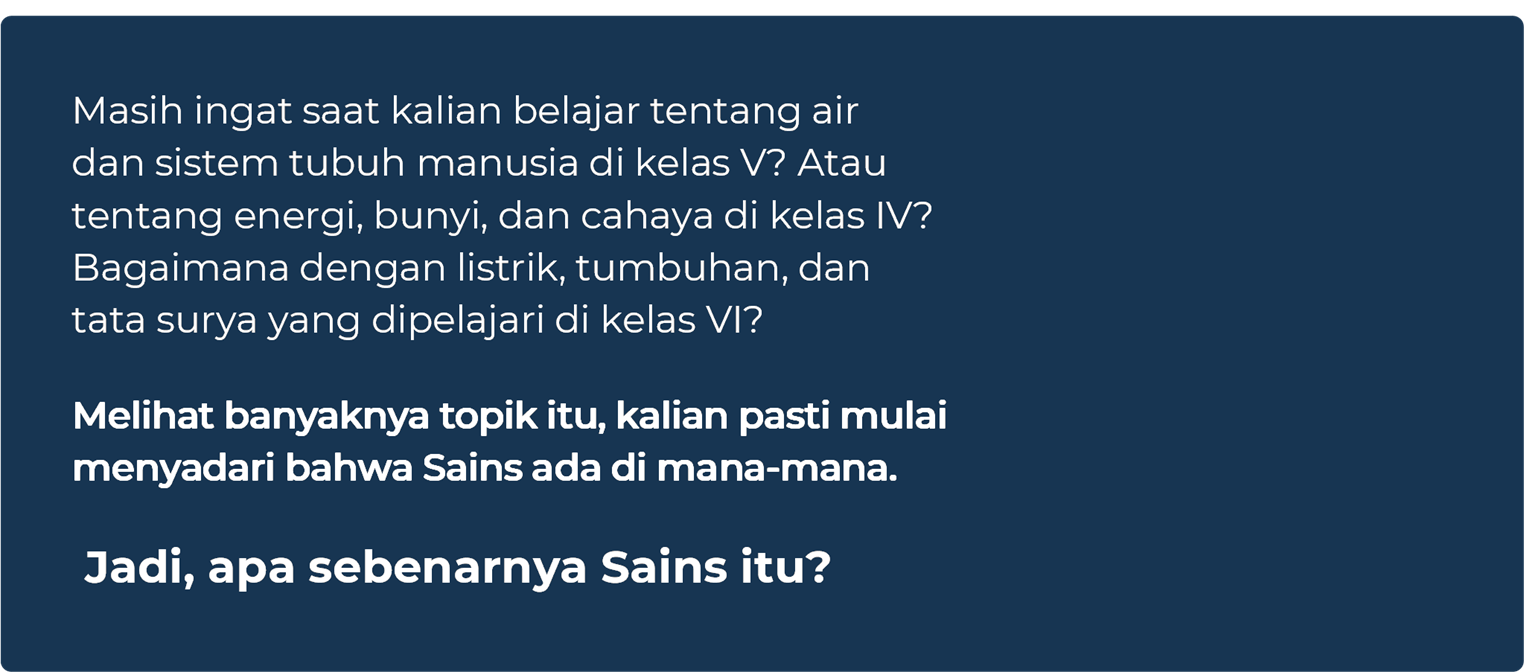 Masih ingat saat kalian belajar tentang air
dan sistem tubuh manusia di kelas V? Atau
tentang energi, bunyi, dan cahaya di kelas IV?
Bagaimana dengan listrik, tumbuhan, dan
tata surya yang dipelajari di kelas VI?
Melihat banyaknya topik itu, kalian pasti mulai
menyadari bahwa Sains ada di mana-mana.
Jadi, apa sebenarnya Sains itu?